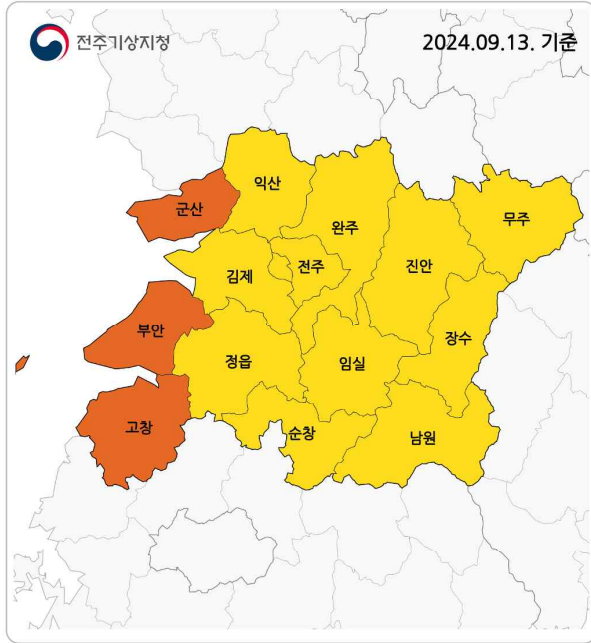 전주기상지청
2024.09.13. 기준
익산
군산
완주
무주
김제
전주
진안
부안
정읍
임실
장수
고창
순창
남원